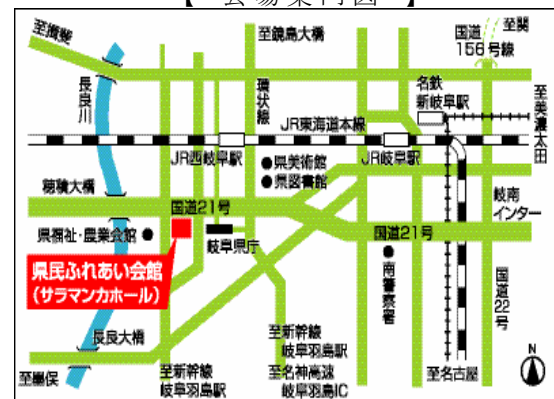 【 会場案内図 】
至揖斐
至鏡島大橋
国道
156号線
至関
長良川
環状線
名鉄
新岐阜駅
至美濃太田
JR東海道本線
JR西岐阜駅
JR岐阜駅
●県美術館
●県図書館
穂積大橋
国道21号
岐南
インター
県福祉・農業会館●
岐阜県庁
国道21号
県民ふれあい会館
(サラマンカホール)
●
南警察署
国道22号
長良大橋
至墨俣
至新幹線
岐阜羽島駅
至新幹線
岐阜羽島駅
至名神高速
岐阜羽島IC
至名古屋
N